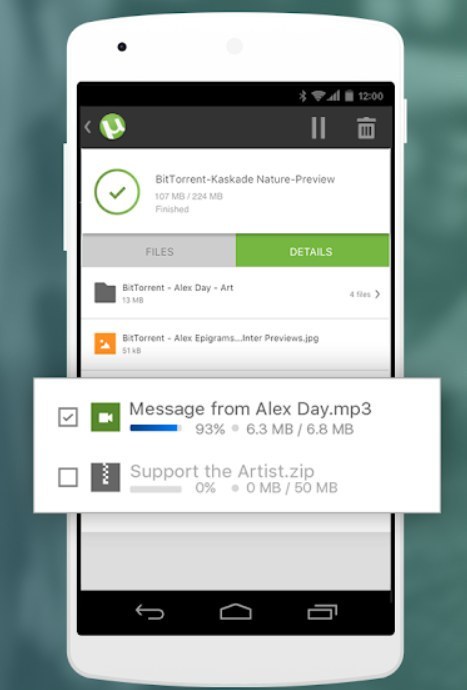 12:00
BitTorrent-Kaskade Nature-Preview
107 MB / 224 MB
Finished
FILES
DETAILS
BitTorrent - Alex Day - Art
13 MB
4 files
BitTorrent - Alex Epigrams...Inter Previews.jpg
51 kB
Message from Alex Day.mp3
93% 6.3 MB / 6.8 MB
Support the Artist.zip
0% 0 MB / 50 MB